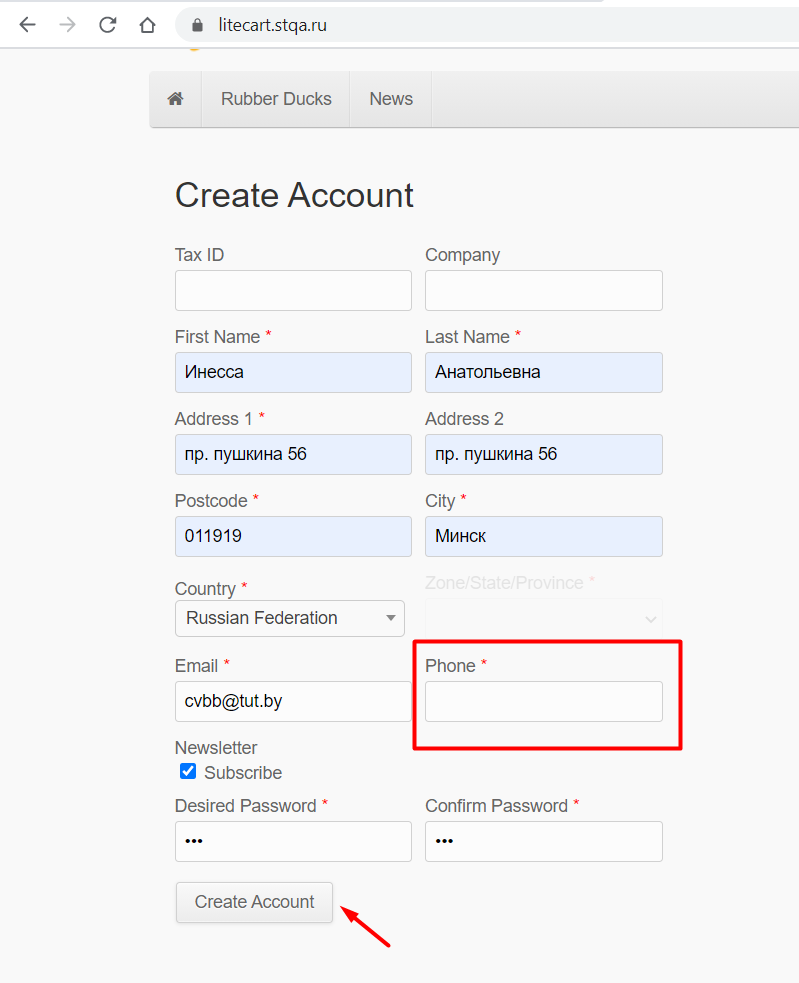 litecart.stqa.ru
Rubber Ducks News
Create Account
Tax ID Company
First Name * Last Name *
Инесса Анатольевна
Address 1 * Address 2
пр. пушкина 56 пр. пушкина 56
Postcode * City *
011919 Минск
Country * Zone/State/Province *
Russian Federation
Email * Phone *
cvbb@tut.by
Newsletter
Subscribe
Desired Password * Confirm Password *
••• •••
Create Account